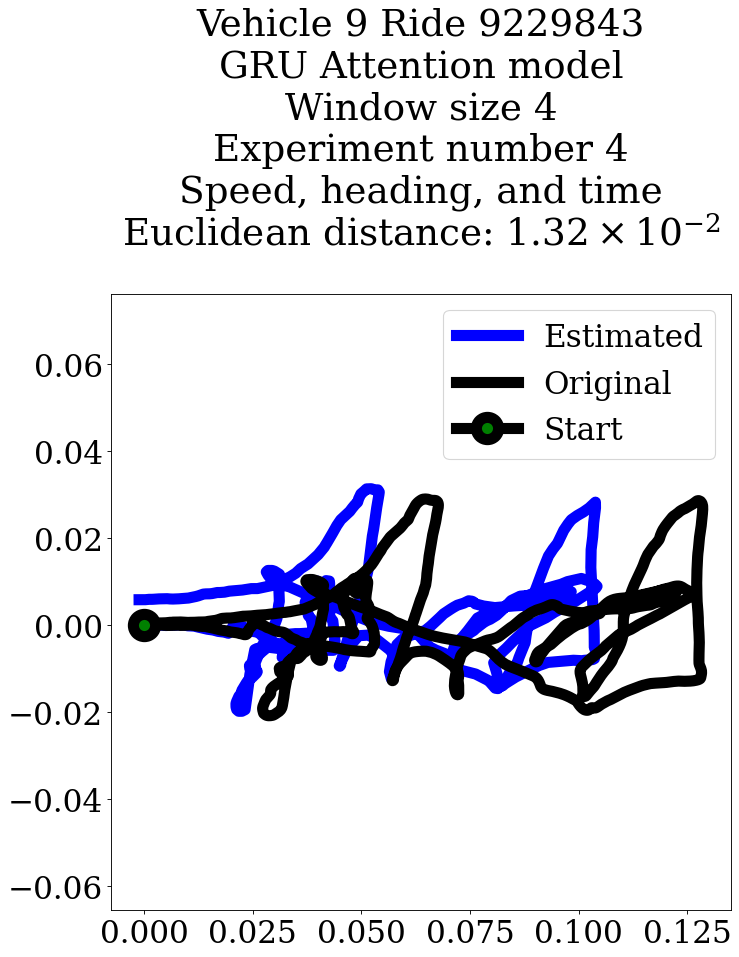 Vehicle 9 Ride 9229843
GRU Attention model
Window size 4
Experiment number 4
Speed, heading, and time
Euclidean distance: 1.32 × 10⁻²
Estimated
Original
Start
0.06
0.04
0.02
0.00
−0.02
−0.04
−0.06
0.000 0.025 0.050 0.075 0.100 0.125